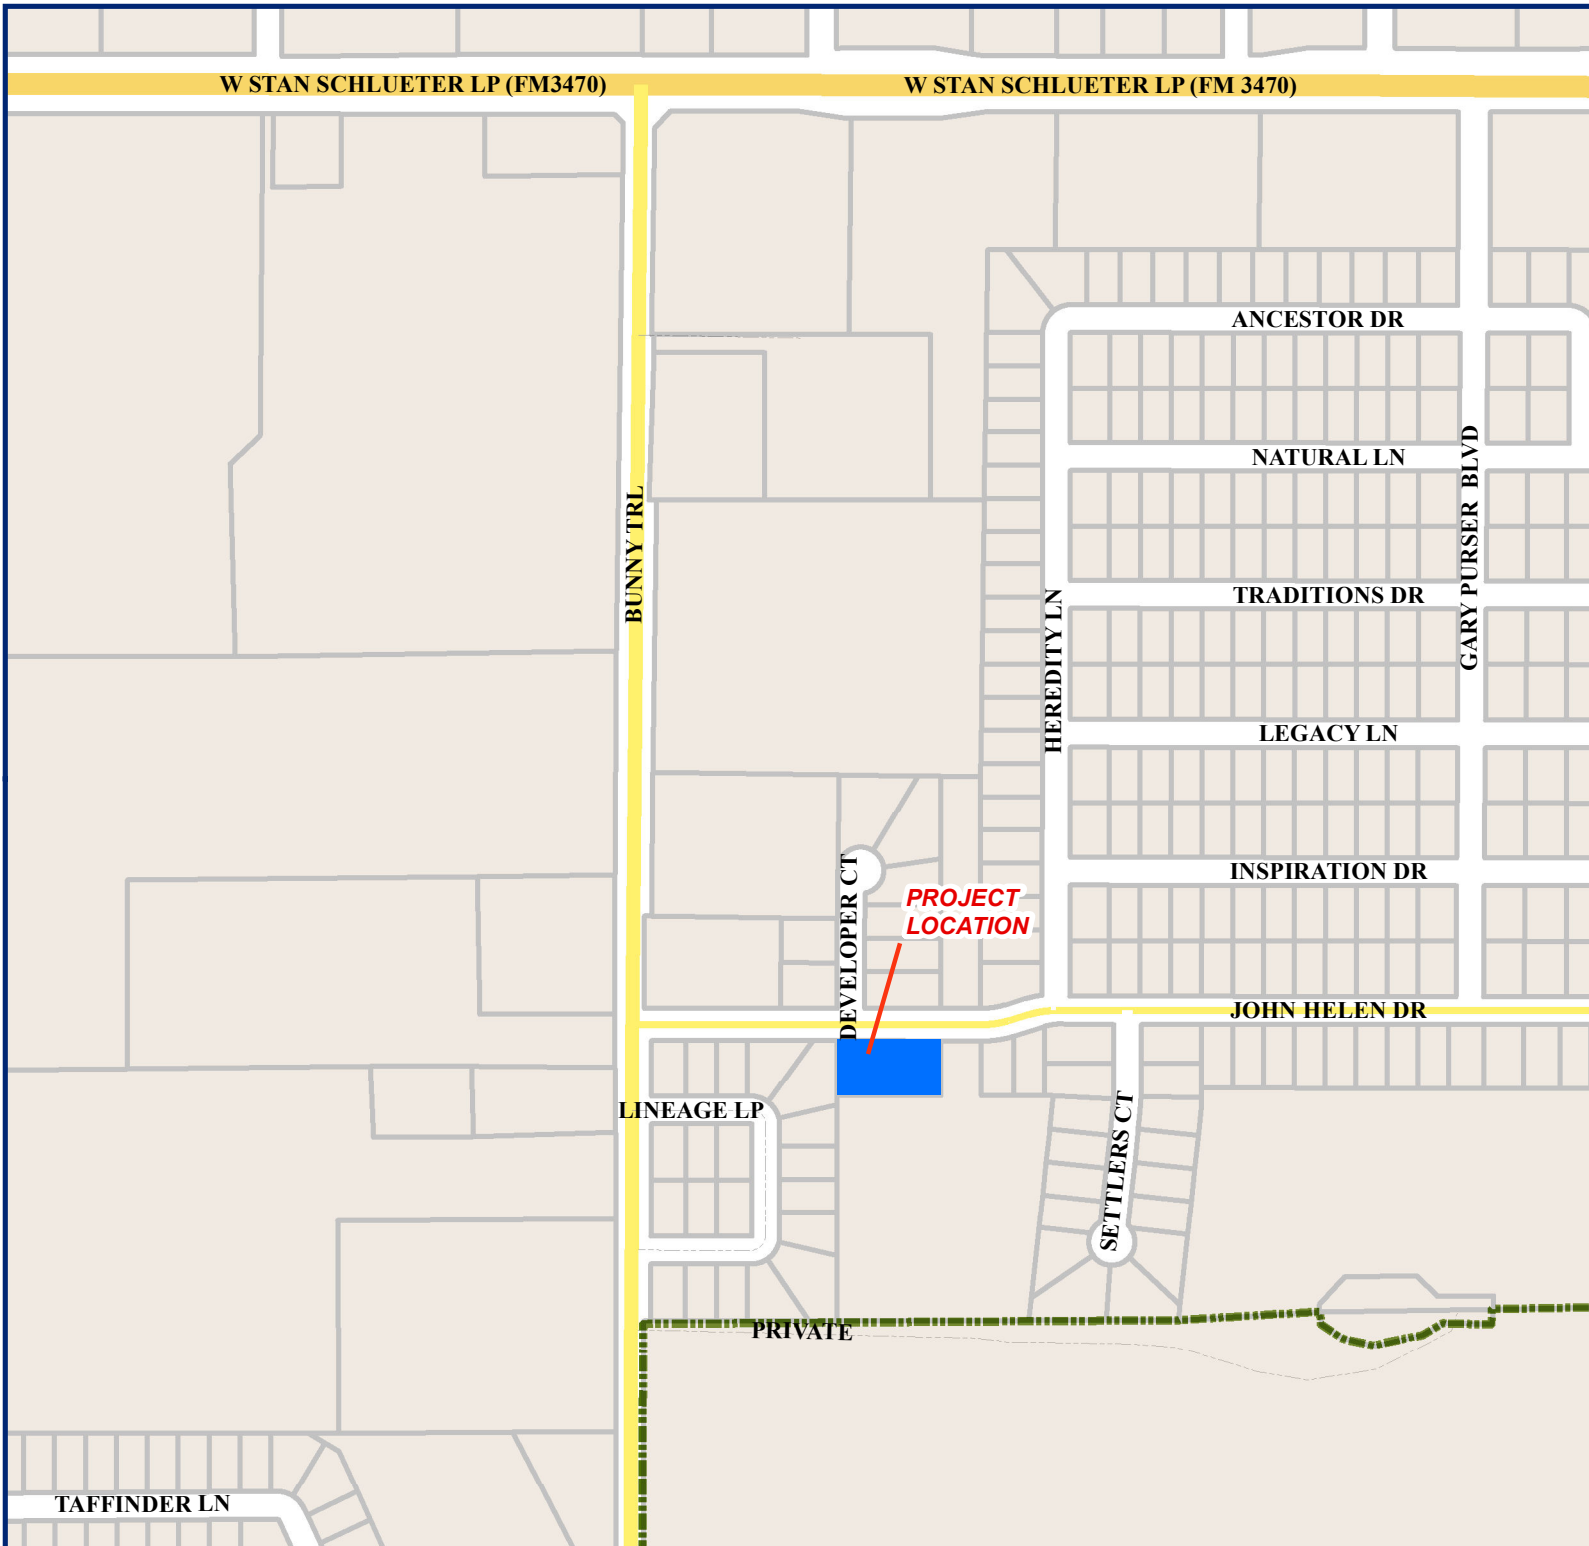 W STAN SCHLUETER LP (FM3470)
W STAN SCHLUETER LP (FM 3470)
ANCESTOR DR
NATURAL LN
BUNNY TRL
GARY PURSER BLVD
TRADITIONS DR
HEREDITY LN
LEGACY LN
INSPIRATION DR
DEVELOPER CT
PROJECT
LOCATION
JOHN HELEN DR
LINEAGE LP
SETTLERS CT
PRIVATE
TAFFINDER LN